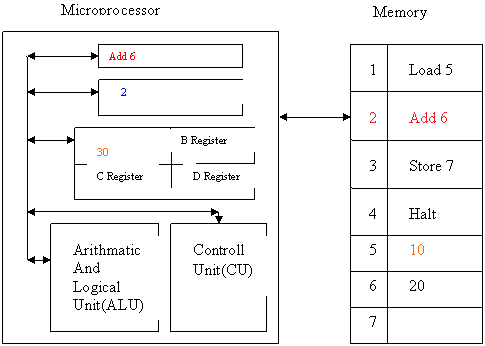 Microprocessor
Memory
Add 6
2
30
B Register
C Register
D Register
Arithmatic
And
Logical
Unit(ALU)
Controll
Unit(CU)
1 Load 5
2 Add 6
3 Store 7
4 Halt
5 10
6 20
7